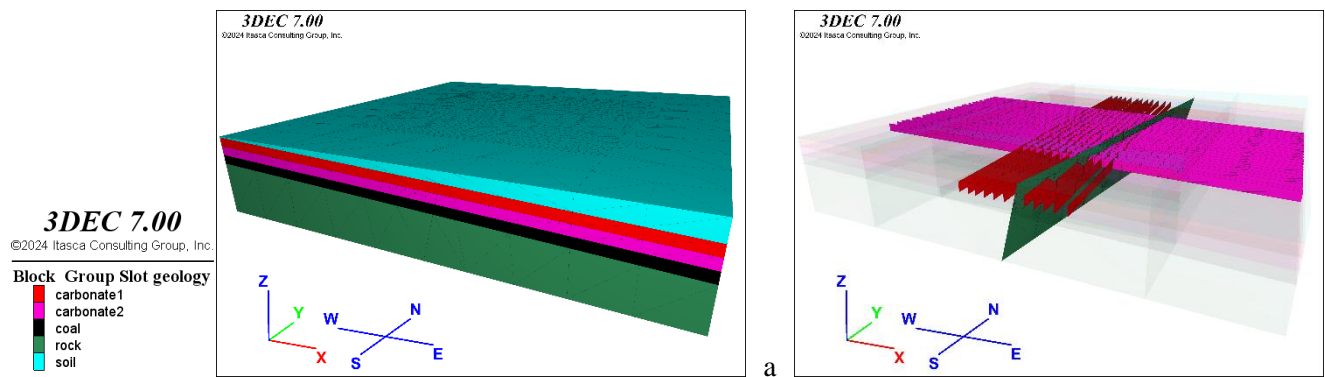 3DEC 7.00
©2024 Itasca Consulting Group, Inc.
Block Group Slot geology
carbonate1
carbonate2
coal
rock
soil
3DEC 7.00
©2024 Itasca Consulting Group, Inc.
Z
Y
X
W
N
S
E
a
3DEC 7.00
©2024 Itasca Consulting Group, Inc.
Z
Y
X
W
N
S
E